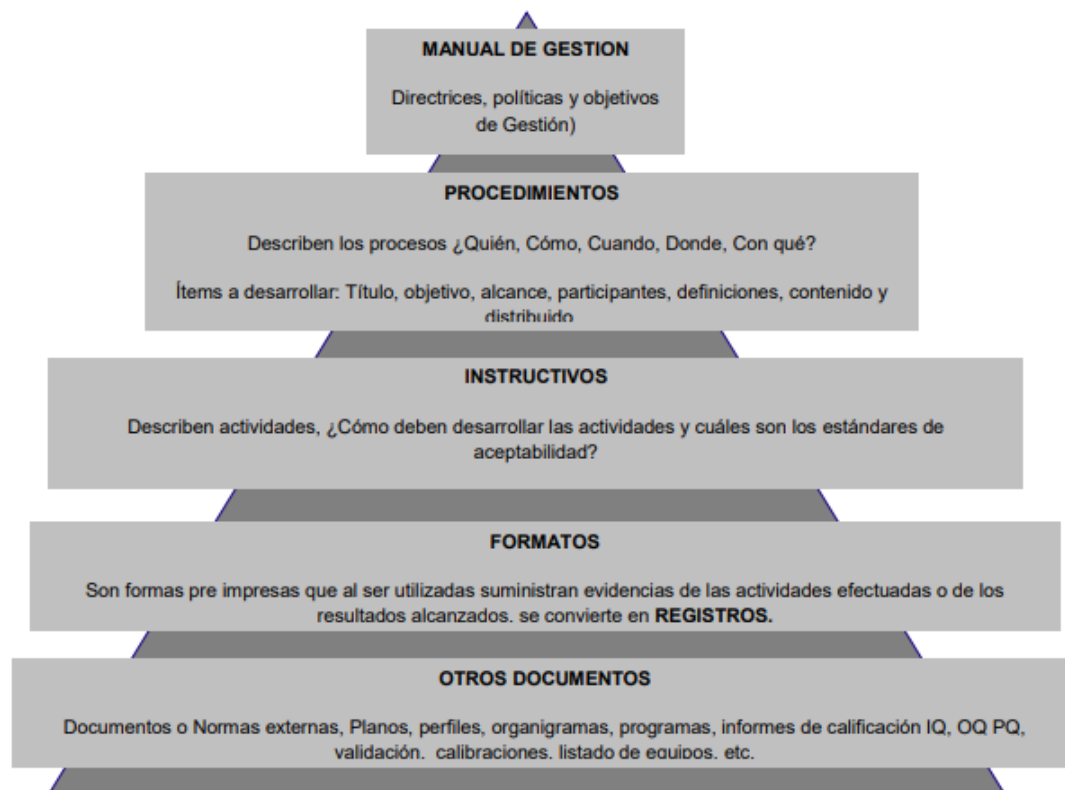 MANUAL DE GESTION
Directrices, políticas y objetivos
de Gestión)
PROCEDIMIENTOS
Describen los procesos ¿Quién, Cómo, Cuando, Donde, Con qué?
Ítems a desarrollar: Título, objetivo, alcance, participantes, definiciones, contenido y
distribuido
INSTRUCTIVOS
Describen actividades, ¿Cómo deben desarrollar las actividades y cuáles son los estándares de
aceptabilidad?
FORMATOS
Son formas pre impresas que al ser utilizadas suministran evidencias de las actividades efectuadas o de los
resultados alcanzados. se convierte en REGISTROS.
OTROS DOCUMENTOS
Documentos o Normas externas, Planos, perfiles, organigramas, programas, informes de calificación IQ, OQ PQ,
validación, calibraciones, listado de equipos, etc.